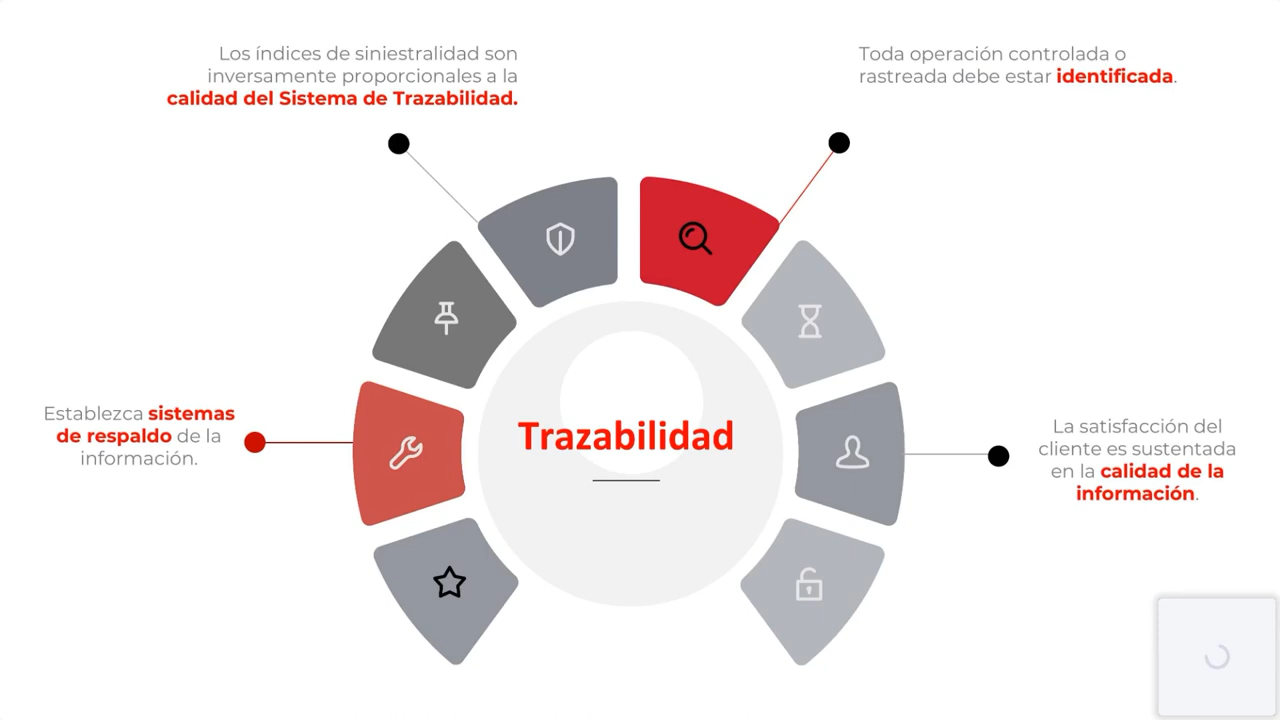 Los índices de siniestralidad son
inversamente proporcionales a la
calidad del Sistema de Trazabilidad.
Toda operación controlada o
rastreada debe estar identificada.
Establezca sistemas
de respaldo de la
información.
Trazabilidad
La satisfacción del
cliente es sustentada
en la calidad de la
información.